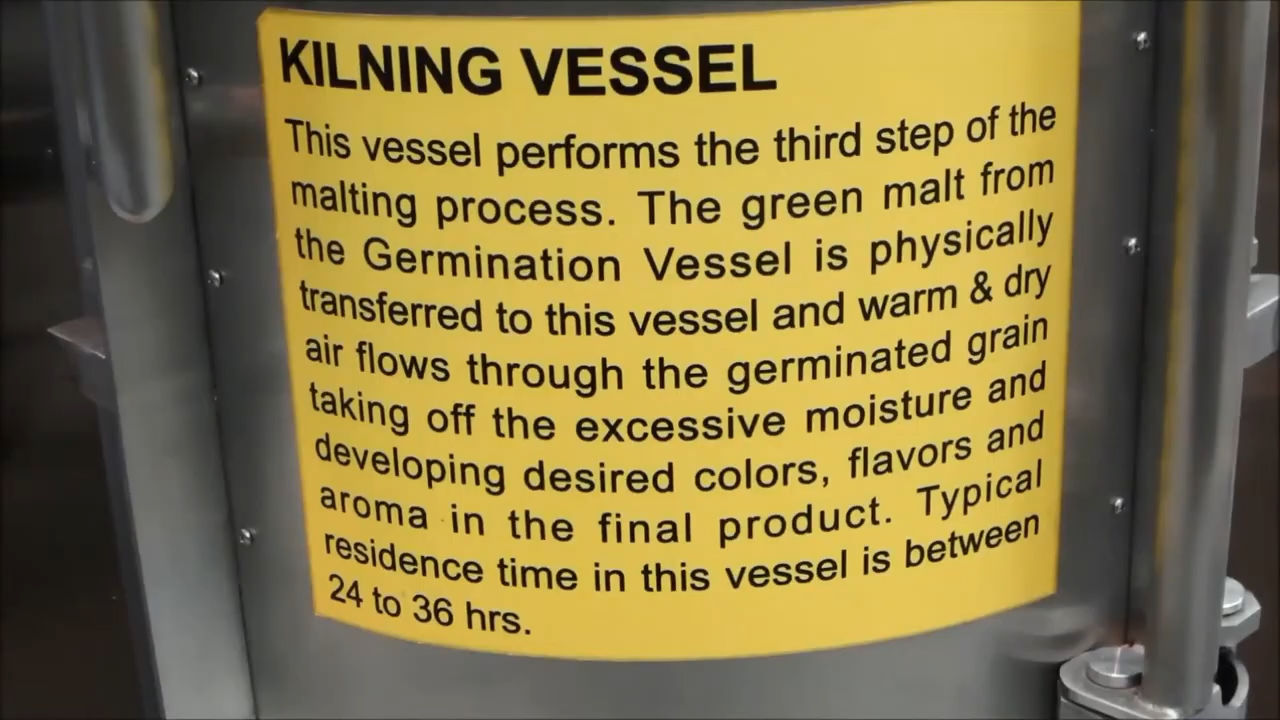 KILNING VESSEL
This vessel performs the third step of the
malting process. The green malt from
the Germination Vessel is physically
transferred to this vessel and warm & dry
air flows through the germinated grain
taking off the excessive moisture and
developing desired colors, flavors and
aroma in the final product. Typical
residence time in this vessel is between
24 to 36 hrs.